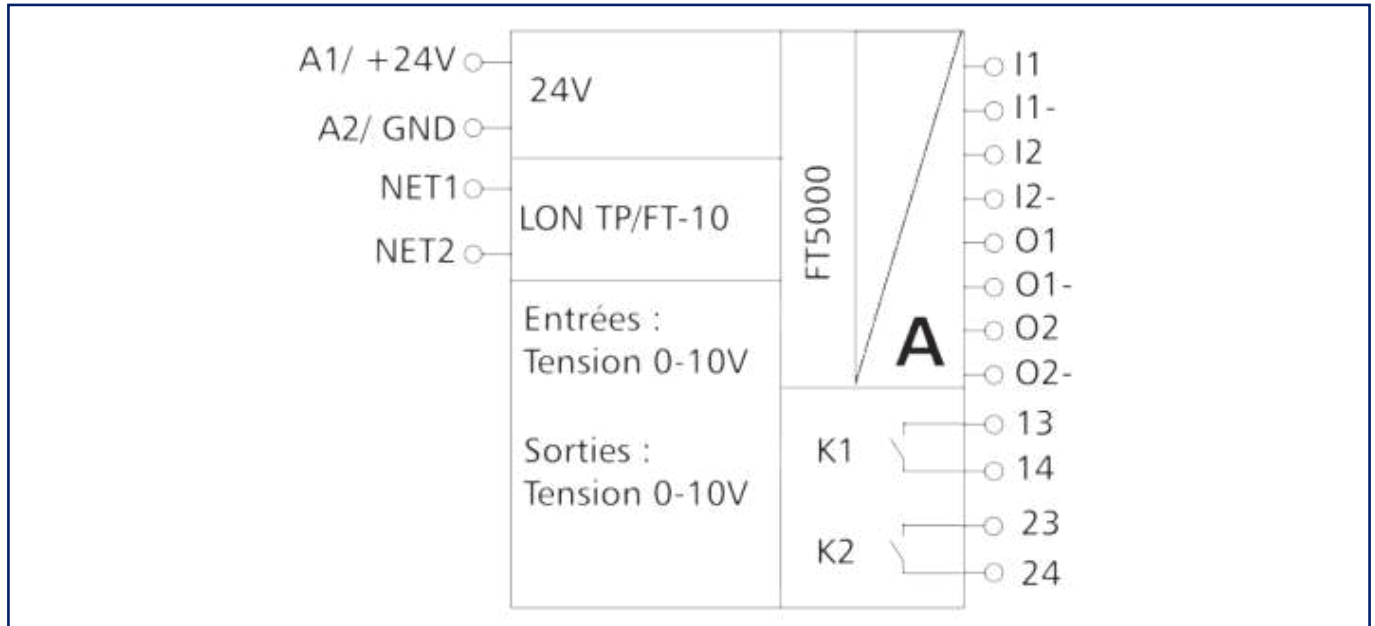 A1/ +24V
A2/ GND
NET1
NET2
24V
LON TP/FT-10
Entrées :
Tension 0-10V
Sorties :
Tension 0-10V
FT5000
A
K1
K2
I1
I1-
I2
I2-
O1
O1-
O2
O2-
13
14
23
24